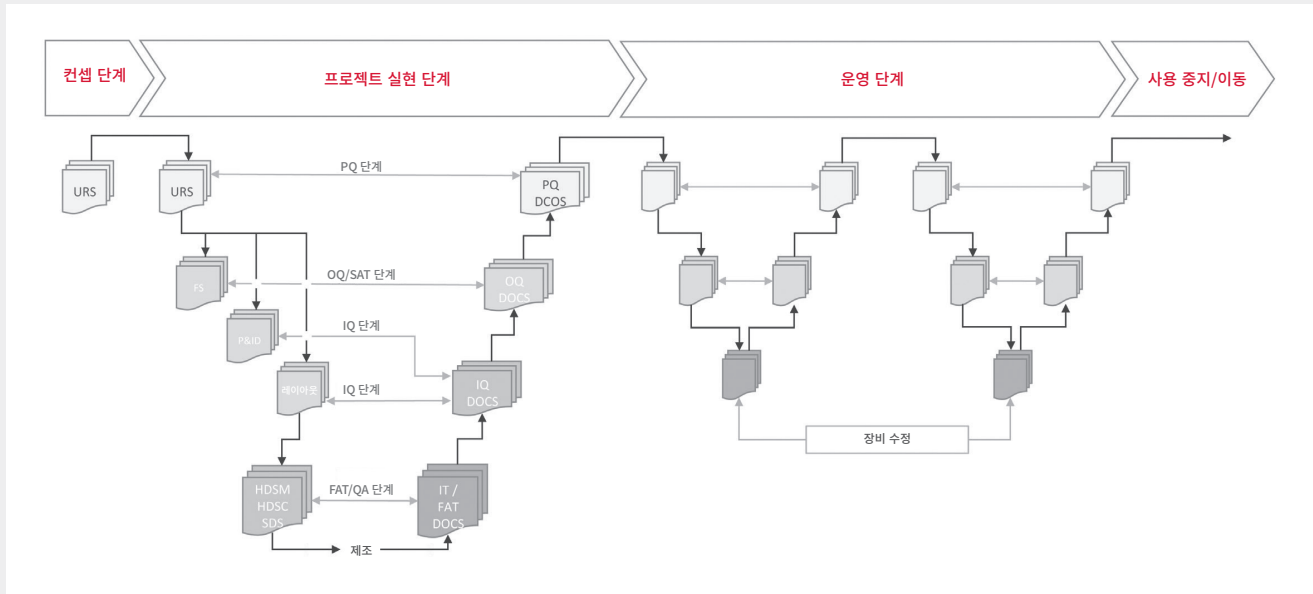 컨셉 단계
프로젝트 실현 단계
운영 단계
사용 중지/이동
URS
URS
PQ 단계
PQ
DCOS
FS
OQ/SAT 단계
OQ
DOCS
P&ID
IQ 단계
레이아웃
IQ 단계
IQ
DOCS
장비 수정
HDSM
HDSC
SDS
FAT/QA 단계
IT /
FAT
DOCS
제조